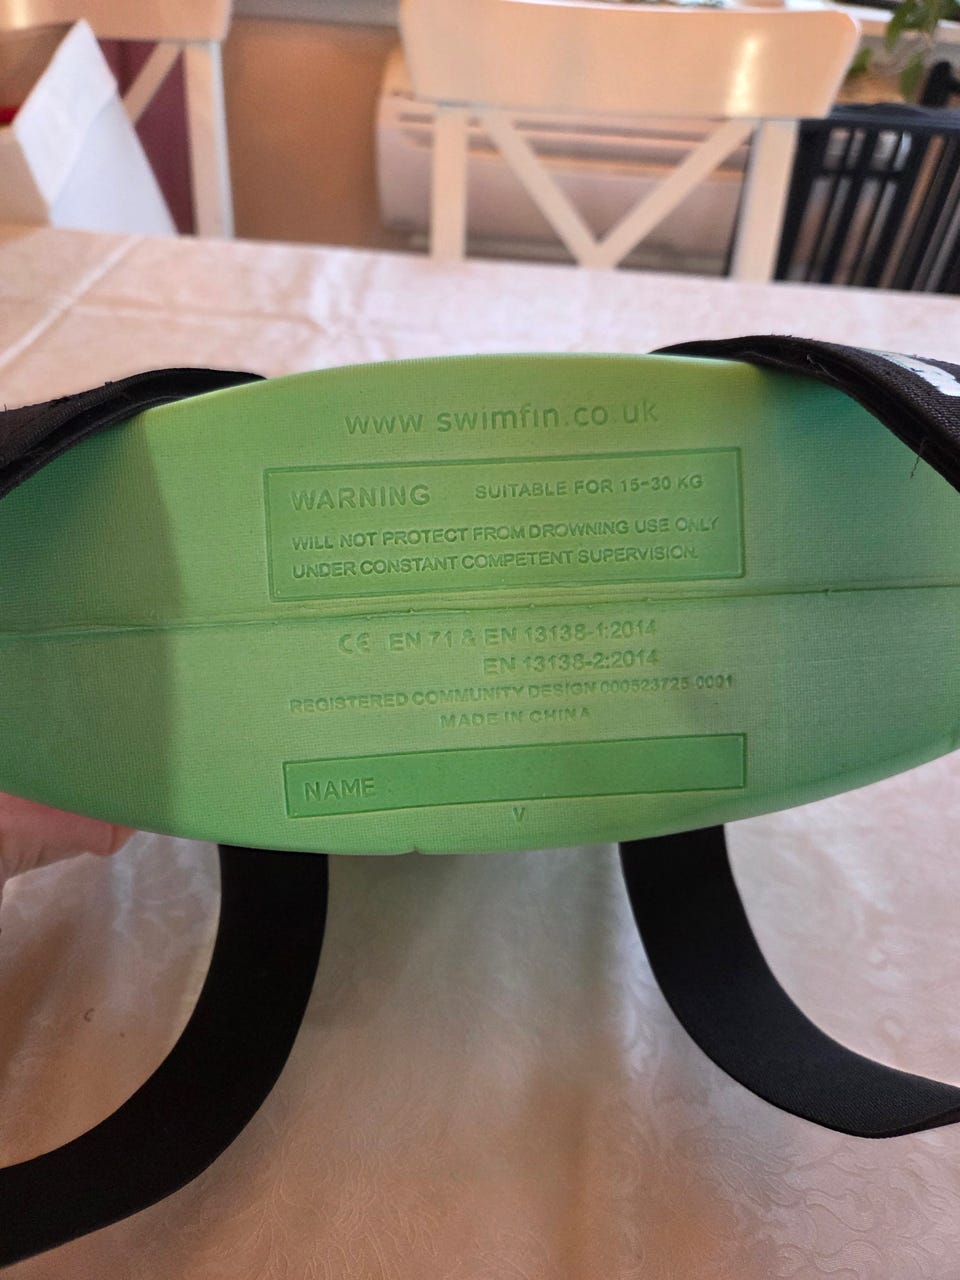 www.swimfin.co.uk
WARNING SUITABLE FOR 15-30 KG
WILL NOT PROTECT FROM DROWNING USE ONLY
UNDER CONSTANT COMPETENT SUPERVISION.
CE EN 71 & EN 13138-1:2014
EN 13138-2:2014
REGISTERED COMMUNITY DESIGN 000523725-0001
MADE IN CHINA
NAME
V